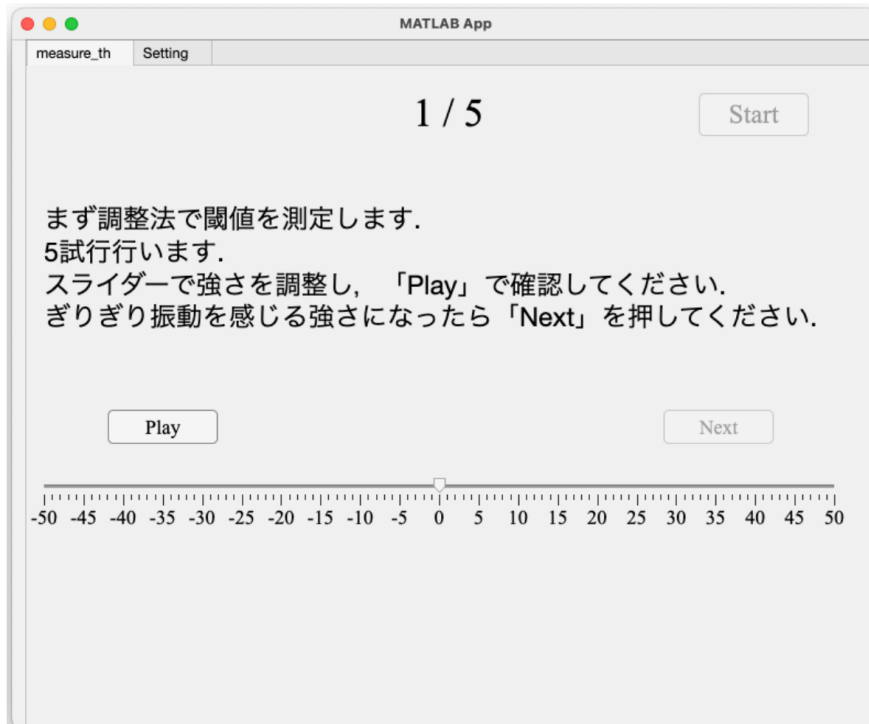 MATLAB App
measure_th Setting
1 / 5 Start
まず調整法で閾値を測定します.
5試行行います.
スライダーで強さを調整し, 「Play」で確認してください.
ぎりぎり振動を感じる強さになったら「Next」を押してください.
Play Next
-50 -45 -40 -35 -30 -25 -20 -15 -10 -5 0 5 10 15 20 25 30 35 40 45 50